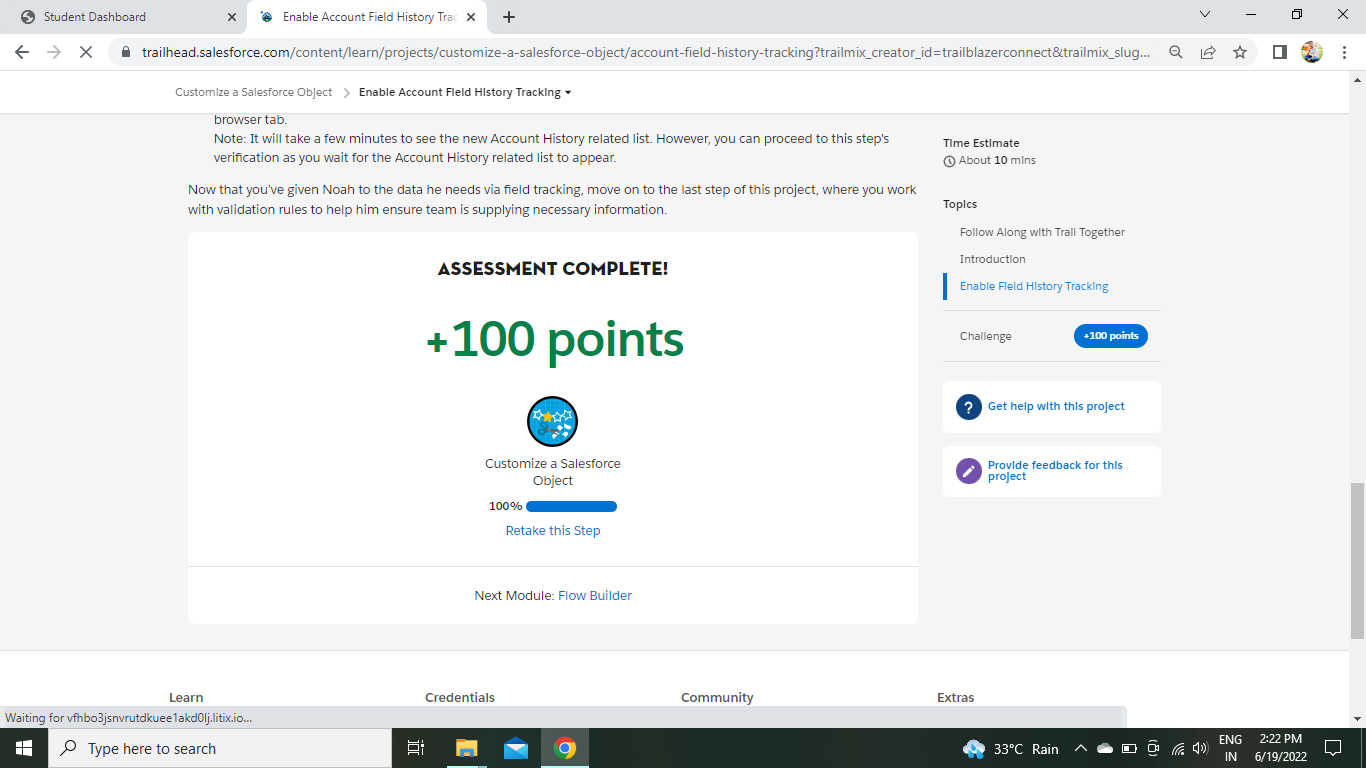 Student Dashboard
Enable Account Field History Trac
trailhead.salesforce.com/content/learn/projects/customize-a-salesforce-object/account-field-history-tracking?trailmix_creator_id=trailblazerconnect&trailmix_slug...
Customize a Salesforce Object
Enable Account Field History Tracking
browser tab.
Note: It will take a few minutes to see the new Account History related list. However, you can proceed to this step's
verification as you wait for the Account History related list to appear.
Now that you've given Noah to the data he needs via field tracking, move on to the last step of this project, where you work
with validation rules to help him ensure team is supplying necessary information.
ASSESSMENT COMPLETE!
+100 points
Customize a Salesforce
Object
100%
Retake this Step
Next Module: Flow Builder
Time Estimate
About 10 mins
Topics
Follow Along with Trail Together
Introduction
Enable Field History Tracking
Challenge
+100 points
?
Get help with this project
Provide feedback for this
project
Learn
Credentials
Community
Extras
Waiting for vfhbo3jsnvrutdkuee1akd0lj.litix.io...
Type here to search
33°C Rain
ENG
IN
2:22 PM
6/19/2022